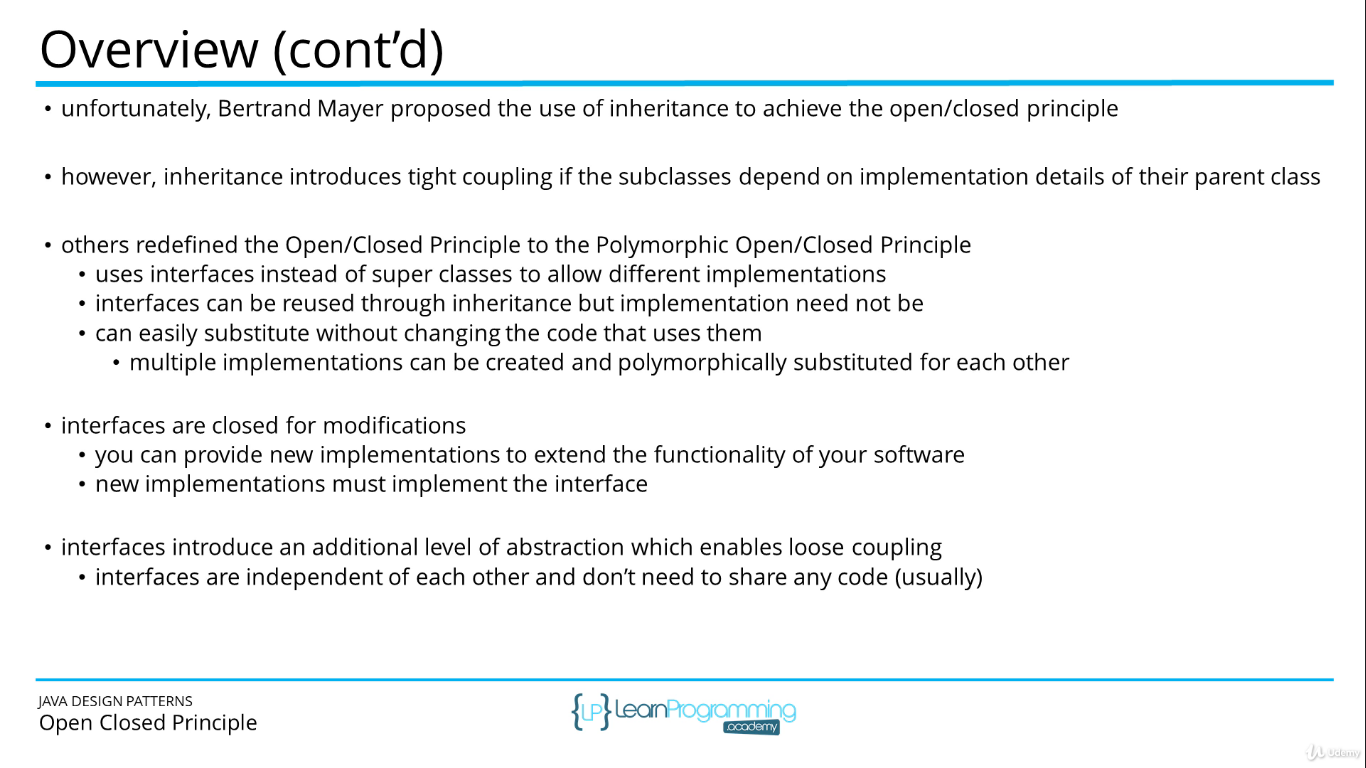 Overview (cont’d)
• unfortunately, Bertrand Mayer proposed the use of inheritance to achieve the open/closed principle
• however, inheritance introduces tight coupling if the subclasses depend on implementation details of their parent class
• others redefined the Open/Closed Principle to the Polymorphic Open/Closed Principle
• uses interfaces instead of super classes to allow different implementations
• interfaces can be reused through inheritance but implementation need not be
• can easily substitute without changing the code that uses them
• multiple implementations can be created and polymorphically substituted for each other
• interfaces are closed for modifications
• you can provide new implementations to extend the functionality of your software
• new implementations must implement the interface
• interfaces introduce an additional level of abstraction which enables loose coupling
• interfaces are independent of each other and don’t need to share any code (usually)
JAVA DESIGN PATTERNS
Open Closed Principle
{LP} LearnProgramming
.academy
Udemy